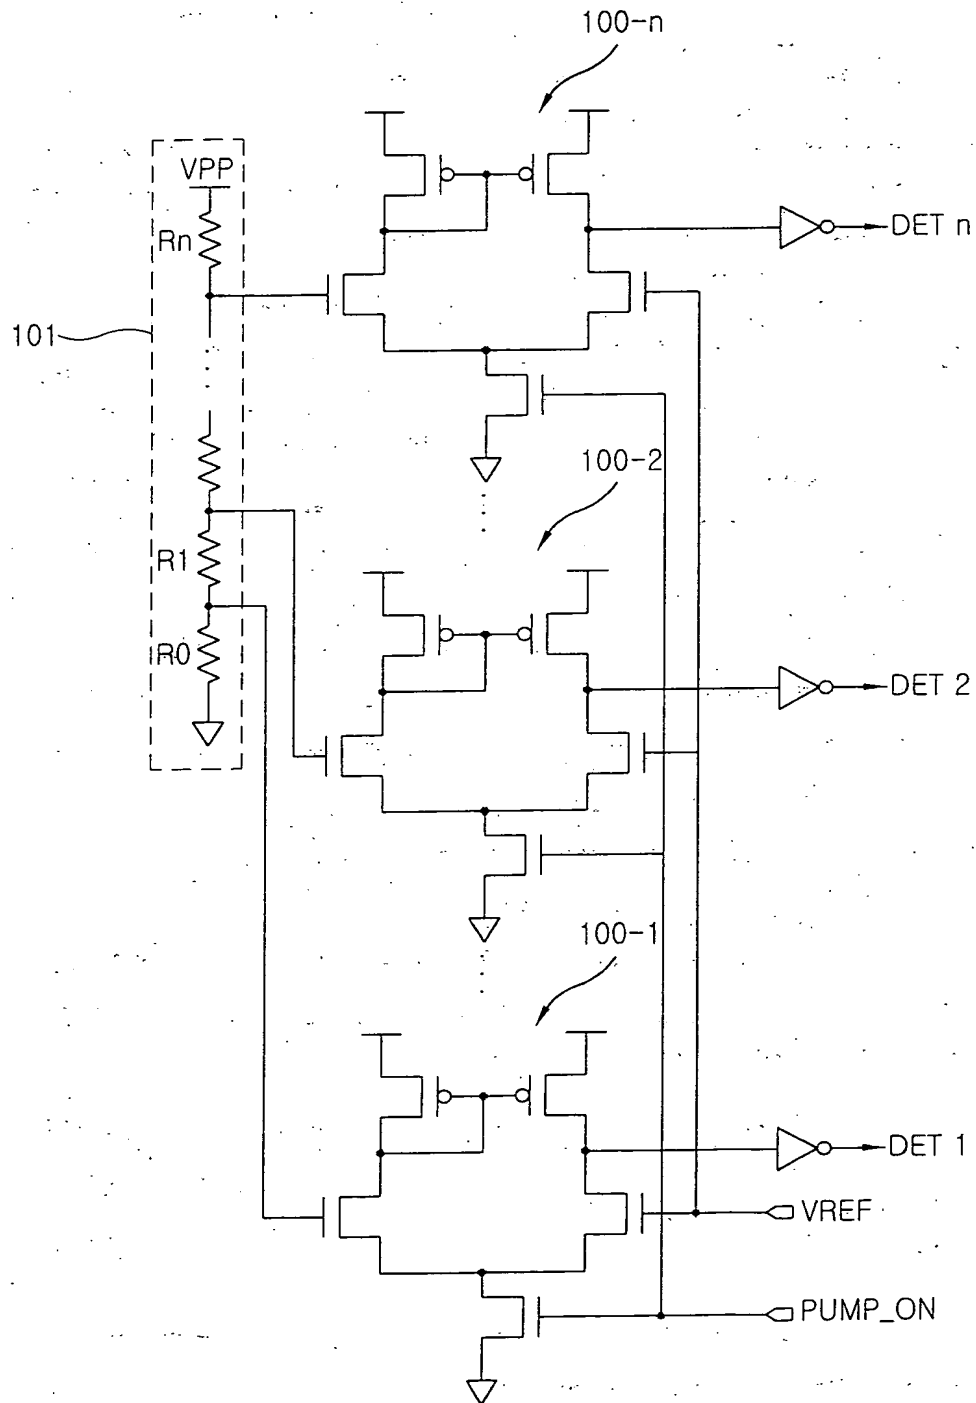 100-n
VPP
Rn
DET n
101
100-2
R1
R0
DET 2
100-1
DET 1
VREF
PUMP_ON